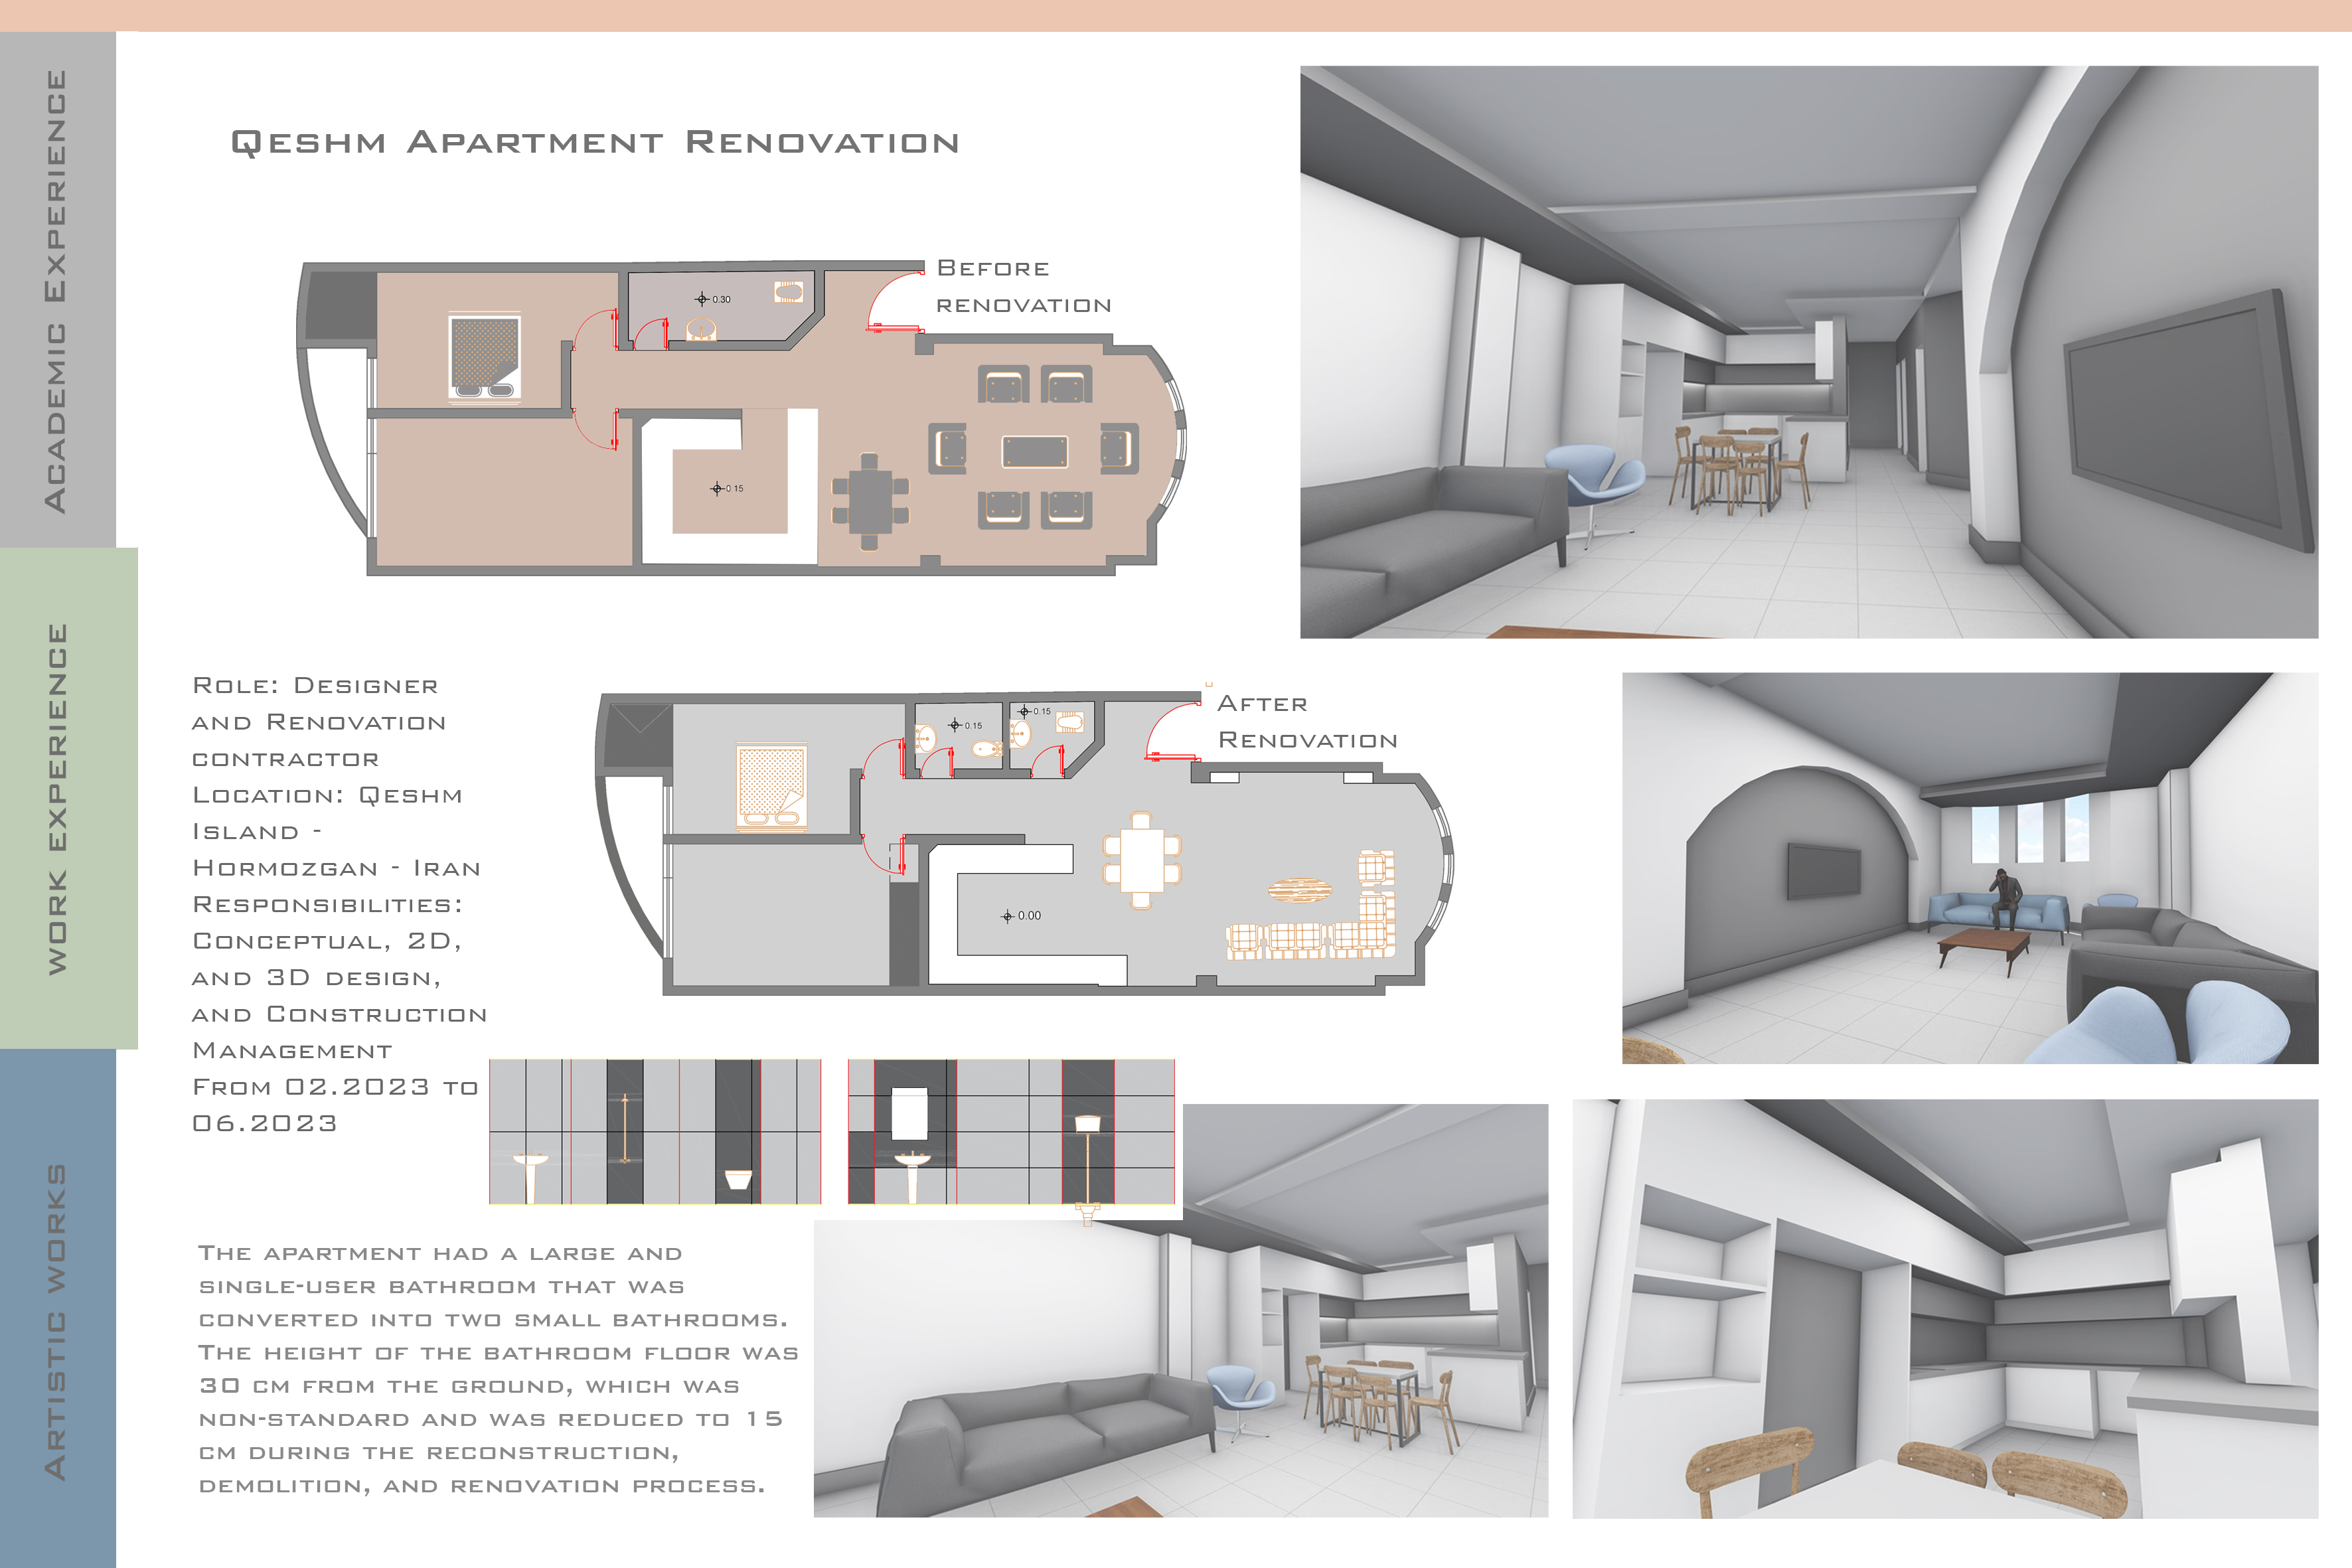 Academic Experience
work experience
Artistic works
Qeshm Apartment Renovation
Before
renovation
0.30
0.15
Role: Designer
and Renovation
contractor
Location: Qeshm
Island -
Hormozgan - Iran
Responsibilities:
Conceptual, 2D,
and 3D design,
and Construction
Management
From 02.2023 to
06.2023
After
Renovation
0.15
0.15
0.00
The apartment had a large and
single-user bathroom that was
converted into two small bathrooms.
The height of the bathroom floor was
30 cm from the ground, which was
non-standard and was reduced to 15
cm during the reconstruction,
demolition, and renovation process.